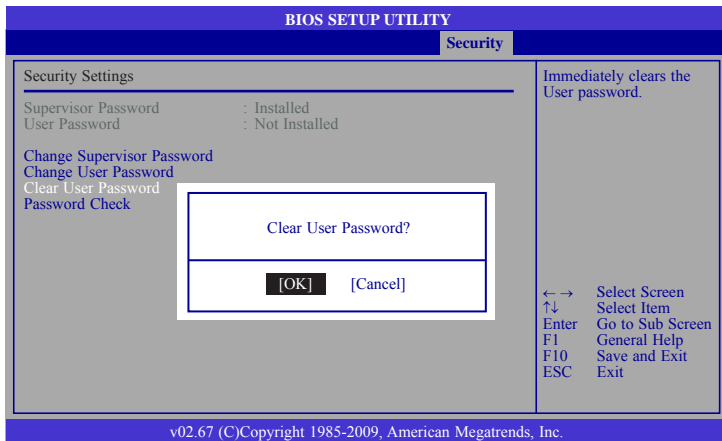 BIOS SETUP UTILITY
Security
Security Settings
Supervisor Password : Installed
User Password : Not Installed
Change Supervisor Password
Change User Password
Clear User Password
Password Check
Clear User Password?
[OK] [Cancel]
Immediately clears the
User password.
←→ Select Screen
↑↓ Select Item
Enter Go to Sub Screen
F1 General Help
F10 Save and Exit
ESC Exit
v02.67 (C)Copyright 1985-2009, American Megatrends, Inc.